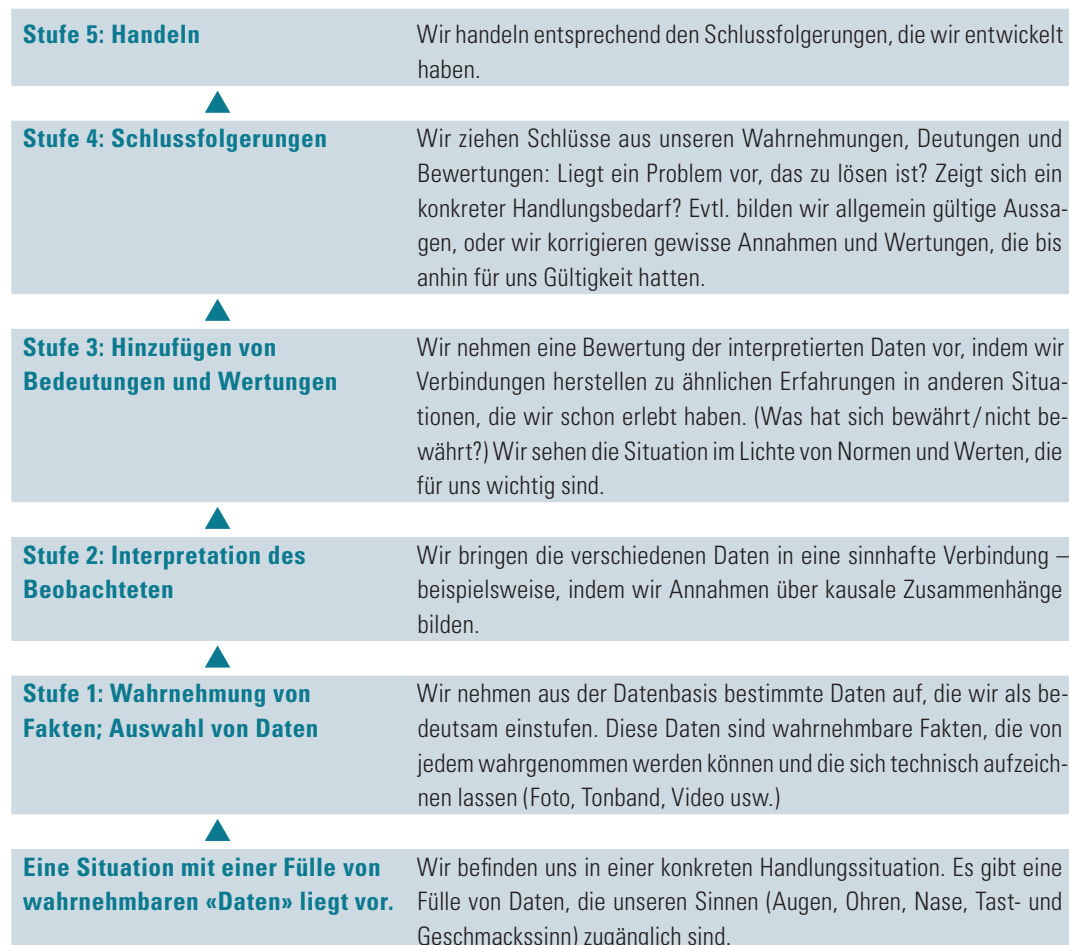 Stufe 5: Handeln
Wir handeln entsprechend den Schlussfolgerungen, die wir entwickelt
haben.
Stufe 4: Schlussfolgerungen
Wir ziehen Schlüsse aus unseren Wahrnehmungen, Deutungen und
Bewertungen: Liegt ein Problem vor, das zu lösen ist? Zeigt sich ein
konkreter Handlungsbedarf? Evtl. bilden wir allgemein gültige Aussa-
gen, oder wir korrigieren gewisse Annahmen und Wertungen, die bis
anhin für uns Gültigkeit hatten.
Stufe 3: Hinzufügen von
Bedeutungen und Wertungen
Wir nehmen eine Bewertung der interpretierten Daten vor, indem wir
Verbindungen herstellen zu ähnlichen Erfahrungen in anderen Situa-
tionen, die wir schon erlebt haben. (Was hat sich bewährt/nicht be-
währt?) Wir sehen die Situation im Lichte von Normen und Werten, die
für uns wichtig sind.
Stufe 2: Interpretation des
Beobachteten
Wir bringen die verschiedenen Daten in eine sinnhafte Verbindung –
beispielsweise, indem wir Annahmen über kausale Zusammenhänge
bilden.
Stufe 1: Wahrnehmung von
Fakten; Auswahl von Daten
Wir nehmen aus der Datenbasis bestimmte Daten auf, die wir als be-
deutsam einstufen. Diese Daten sind wahrnehmbare Fakten, die von
jedem wahrgenommen werden können und die sich technisch aufzeich-
nen lassen (Foto, Tonband, Video usw.)
Eine Situation mit einer Fülle von
wahrnehmbaren «Daten» liegt vor.
Wir befinden uns in einer konkreten Handlungssituation. Es gibt eine
Fülle von Daten, die unseren Sinnen (Augen, Ohren, Nase, Tast- und
Geschmackssinn) zugänglich sind.